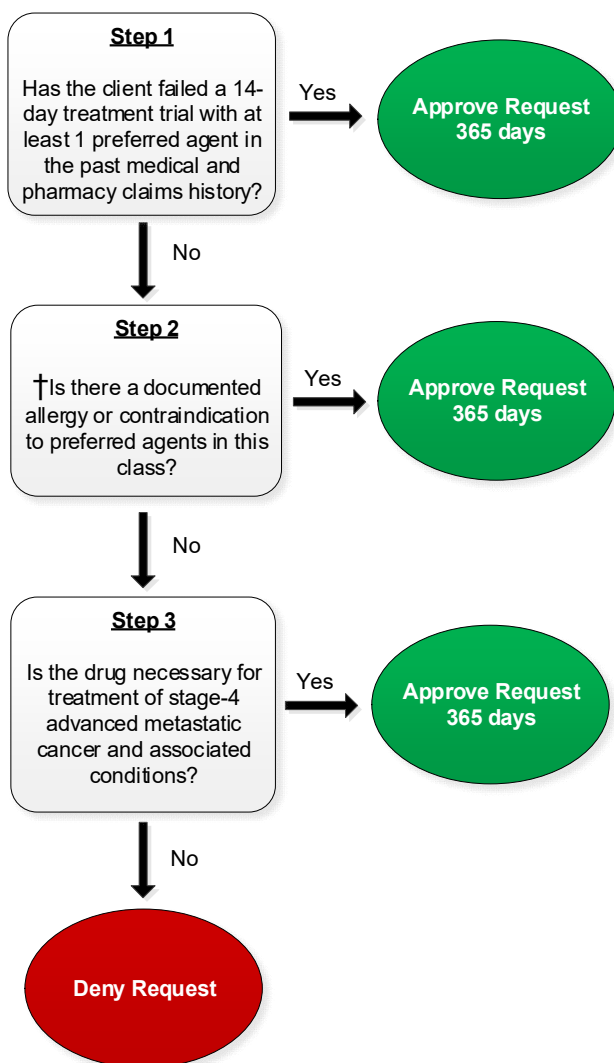 Step 1
Has the client failed a 14-
day treatment trial with at
least 1 preferred agent in
the past medical and
pharmacy claims history?
Yes
Approve Request
365 days
No
Step 2
†Is there a documented
allergy or contraindication
to preferred agents in this
class?
Yes
Approve Request
365 days
No
Step 3
Is the drug necessary for
treatment of stage-4
advanced metastatic
cancer and associated
conditions?
Yes
Approve Request
365 days
No
Deny Request